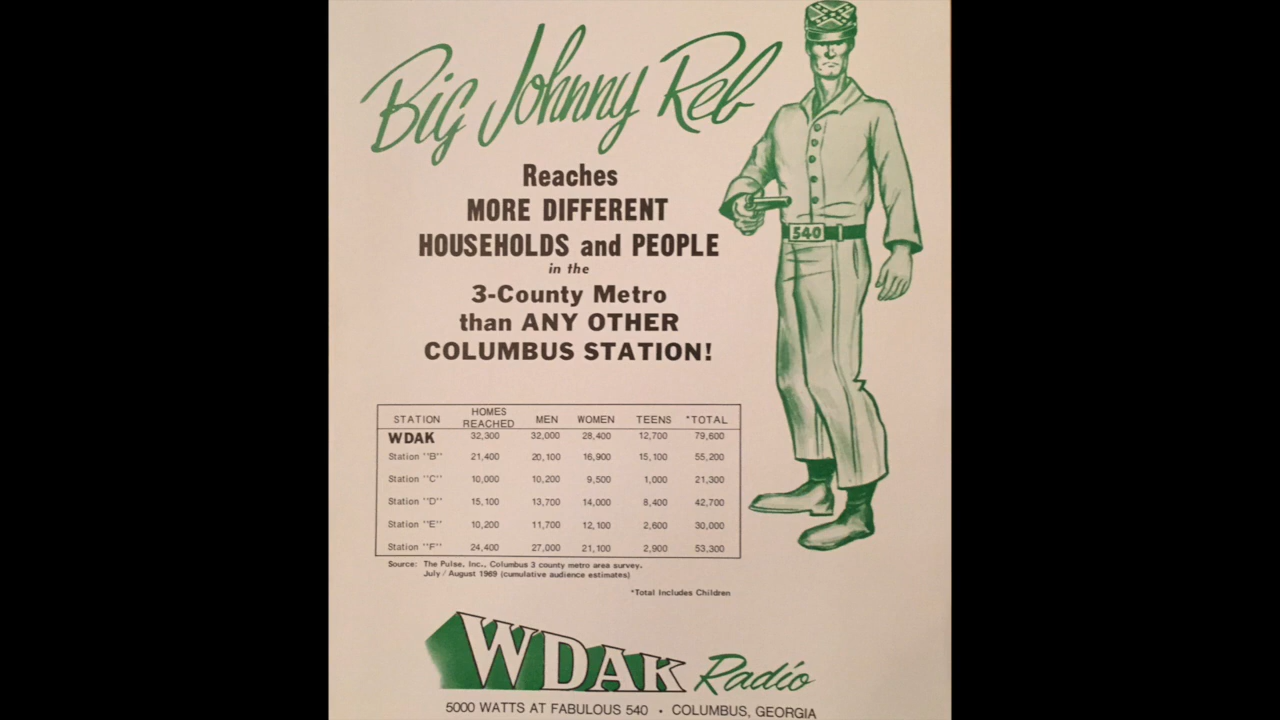 Big Johnny Reb
Reaches
MORE DIFFERENT
HOUSEHOLDS and PEOPLE
in the
3-County Metro
than ANY OTHER
COLUMBUS STATION!
540
STATION HOMES REACHED MEN WOMEN TEENS *TOTAL
WDAK 32,300 32,000 28,400 12,700 79,600
Station "B" 21,400 20,100 16,900 15,100 55,200
Station "C" 10,000 10,200 9,500 1,000 21,300
Station "D" 15,100 13,700 14,000 8,400 42,700
Station "E" 10,200 11,700 12,100 2,600 30,000
Station "F" 24,400 27,000 21,100 2,900 53,300
Source: The Pulse, Inc., Columbus 3 county metro area survey.
July / August 1969 (cumulative audience estimates)
*Total Includes Children
WDAK Radio
5000 WATTS AT FABULOUS 540 • COLUMBUS, GEORGIA